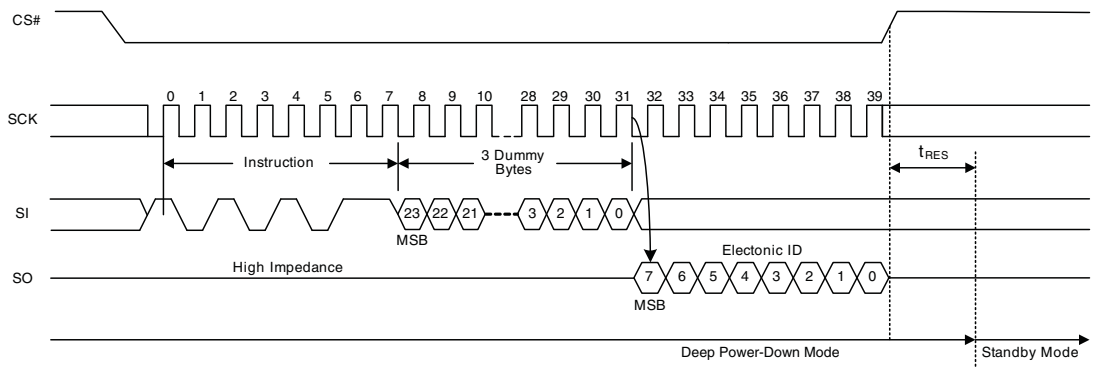 CS#
0 1 2 3 4 5 6 7 8 9 10 28 29 30 31 32 33 34 35 36 37 38 39
SCK
Instruction
3 Dummy
Bytes
tRES
SI
23 22 21 3 2 1 0
MSB
Electonic ID
High Impedance
SO
7 6 5 4 3 2 1 0
MSB
Deep Power-Down Mode
Standby Mode